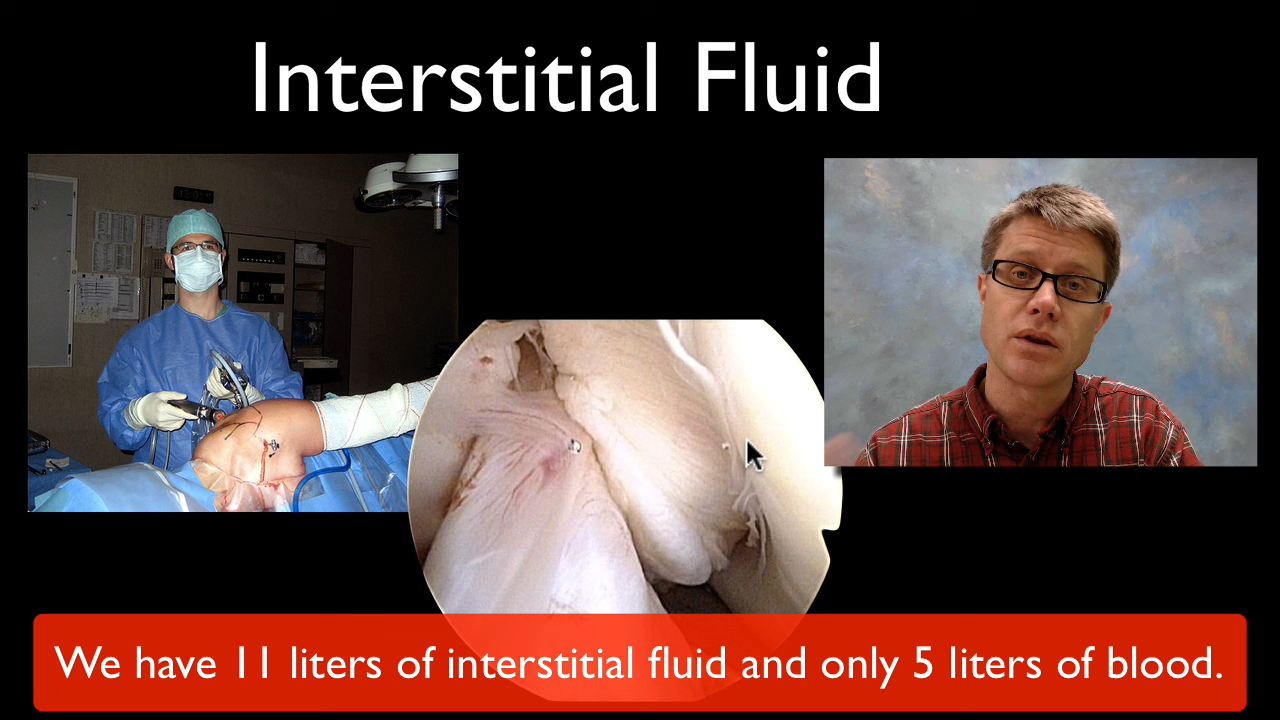 Interstitial Fluid
We have 11 liters of interstitial fluid and only 5 liters of blood.